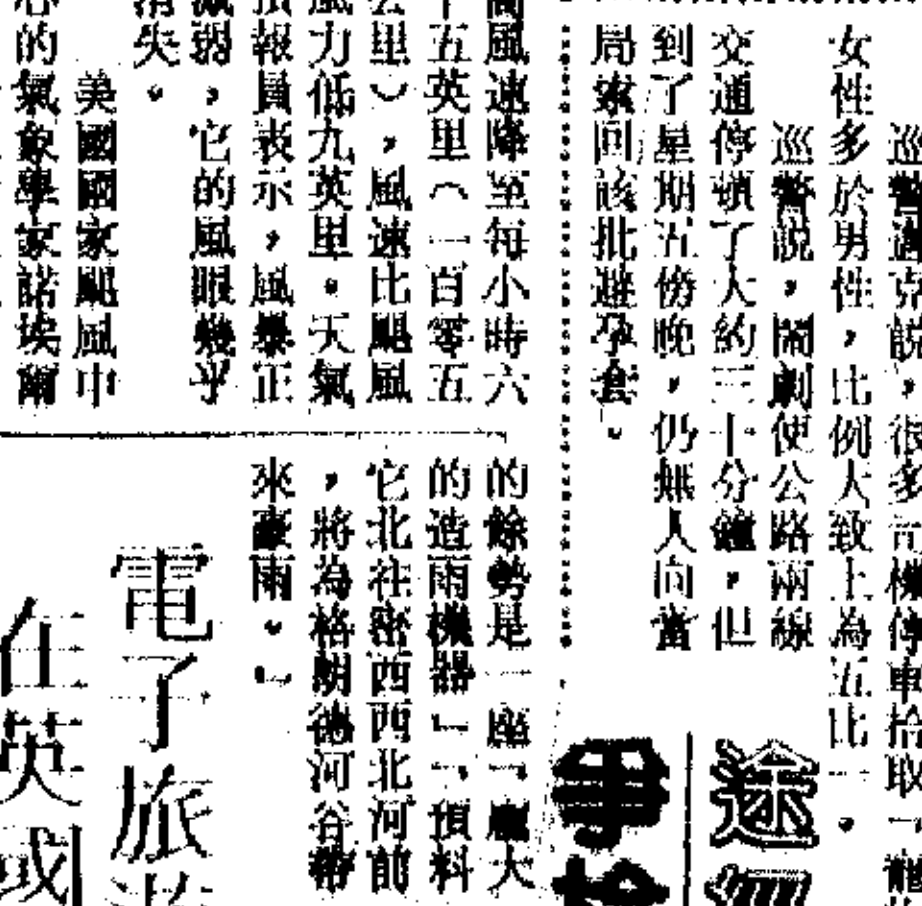 巡警過克說，很多司機停車拾取「龍
女性多於男性，比例大致上為五比一。
巡警說，鬧劇使公路兩線
交通停頓了大約三十分鐘，但
到了星期五傍晚，仍無人向當
局索回該批避孕套。
途
爭
風速降至每小時六
十五英里（一百零五
公里），風速比颶風
風力低九英里。天氣
預報員表示，風暴正
減弱，它的風眼幾乎
消失。
美國國家颶風中
心的氣象學家諾埃爾
的餘勢是一座「龐大
的造雨機器」，「預料
它北往密西西北河前
，將為格朗德河谷帶
來豪雨。」
電子旅
在英或